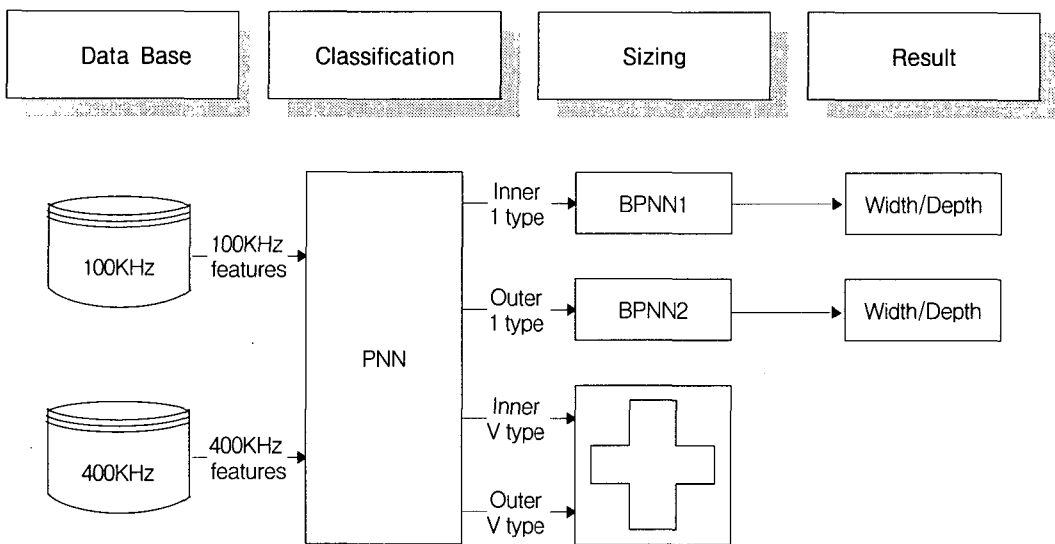 Data Base
Classification
Sizing
Result
100KHz
100KHz
features
400KHz
400KHz
features
PNN
Inner
1 type
Outer
1 type
Inner
V type
Outer
V type
BPNN1
BPNN2
Width/Depth
Width/Depth